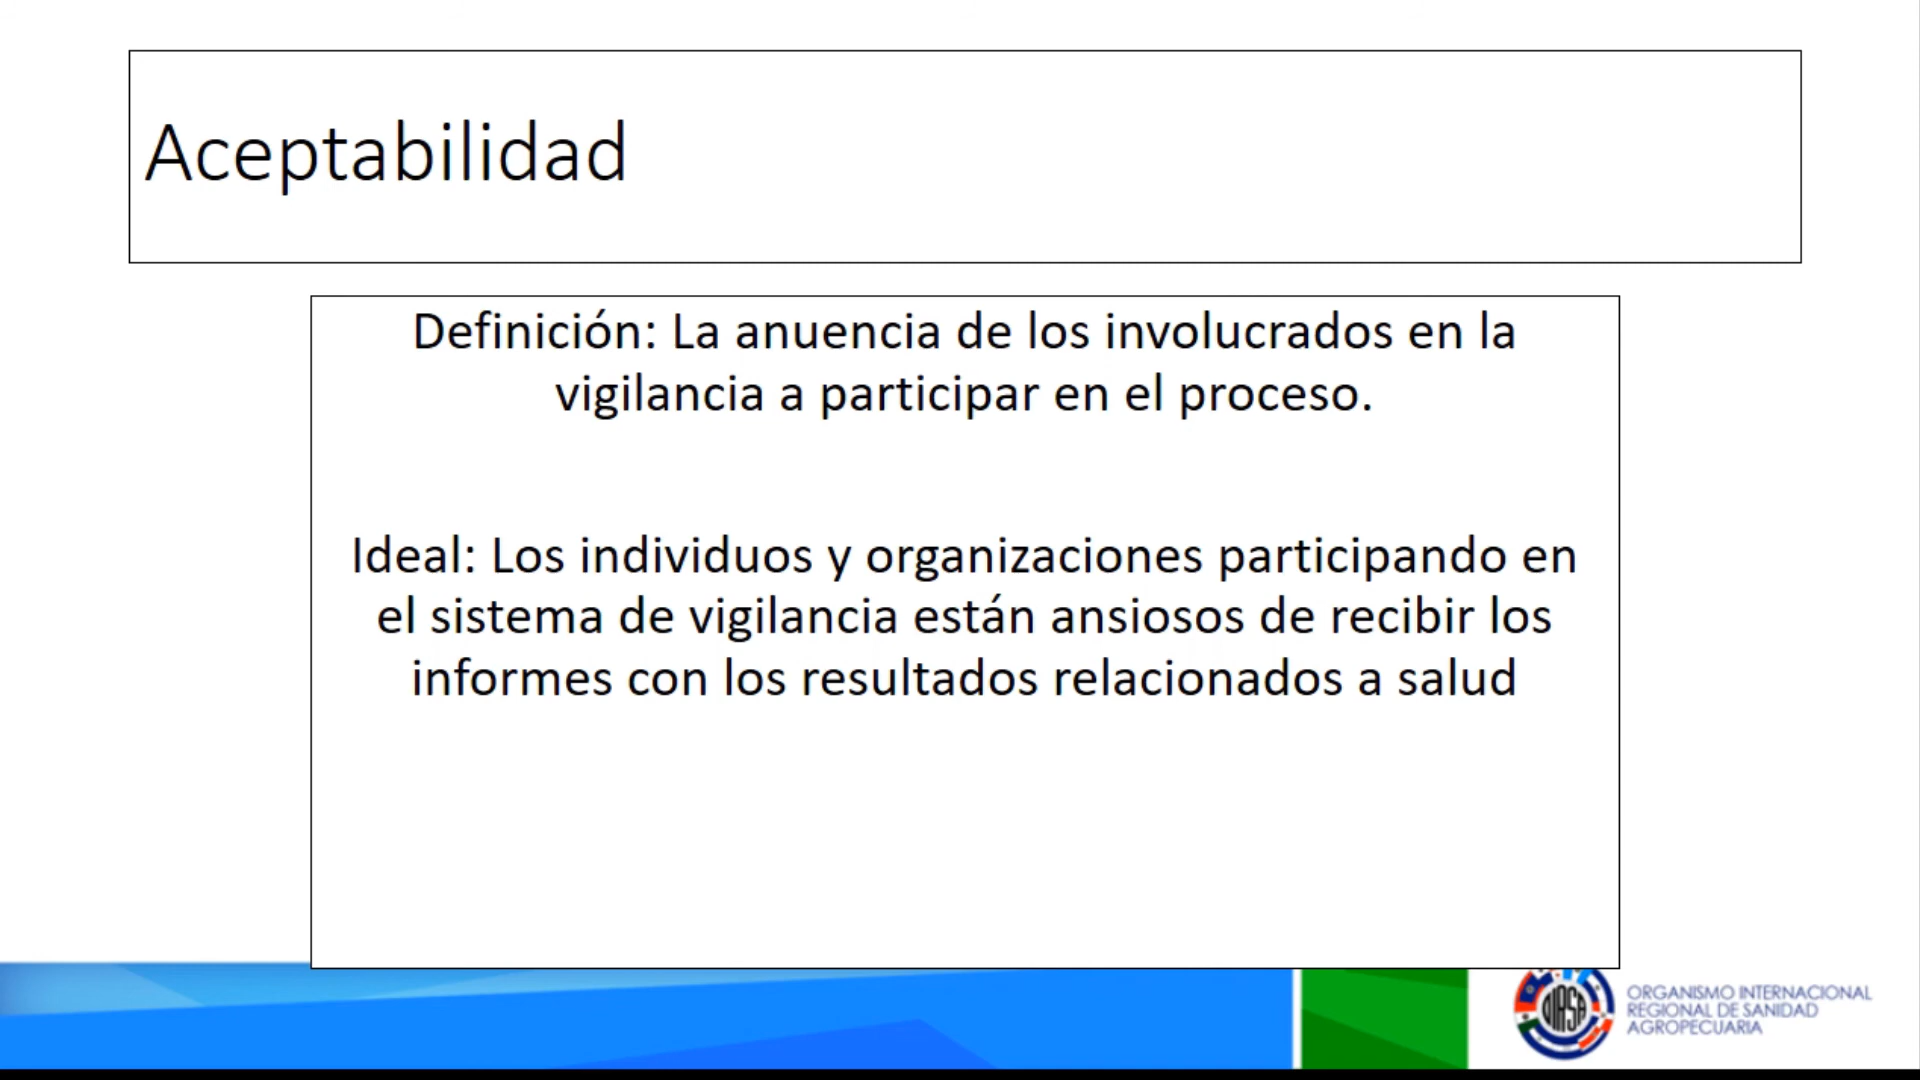 Aceptabilidad
Definición: La anuencia de los involucrados en la
vigilancia a participar en el proceso.
Ideal: Los individuos y organizaciones participando en
el sistema de vigilancia están ansiosos de recibir los
informes con los resultados relacionados a salud
OIRSA
ORGANISMO INTERNACIONAL
REGIONAL DE SANIDAD
AGROPECUARIA